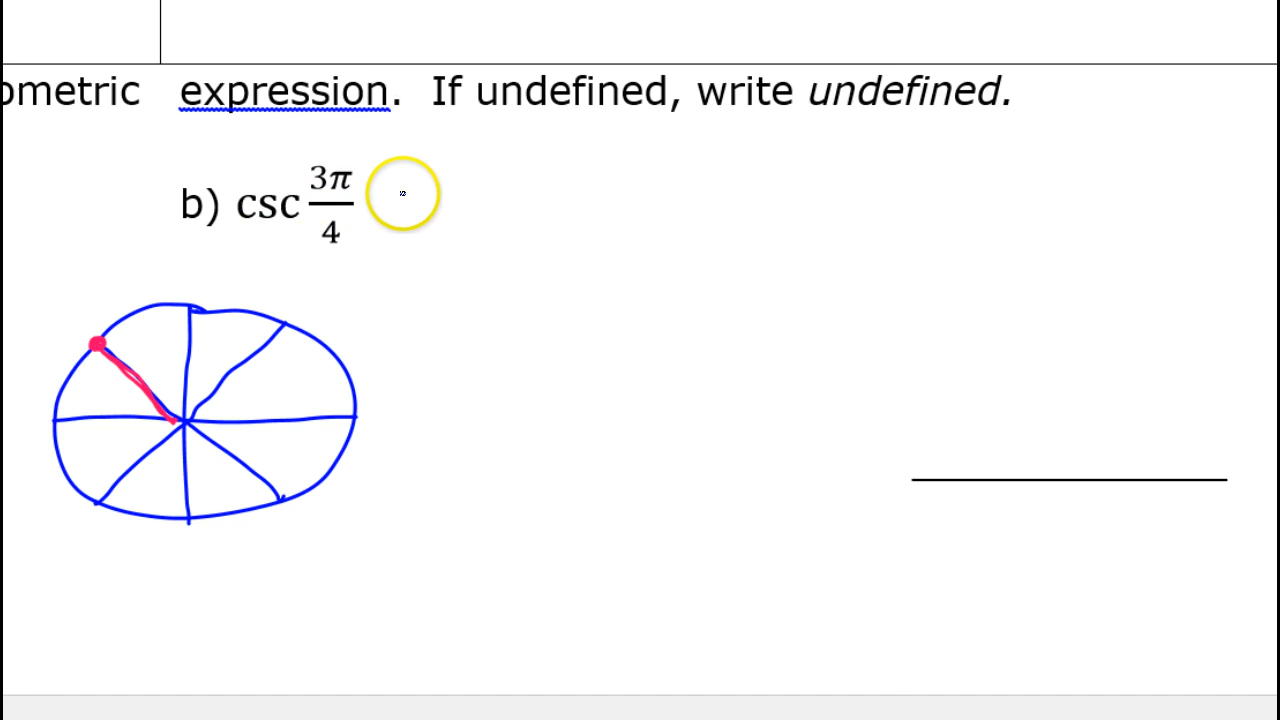 ometric expression. If undefined, write undefined.
b) csc 3π/4